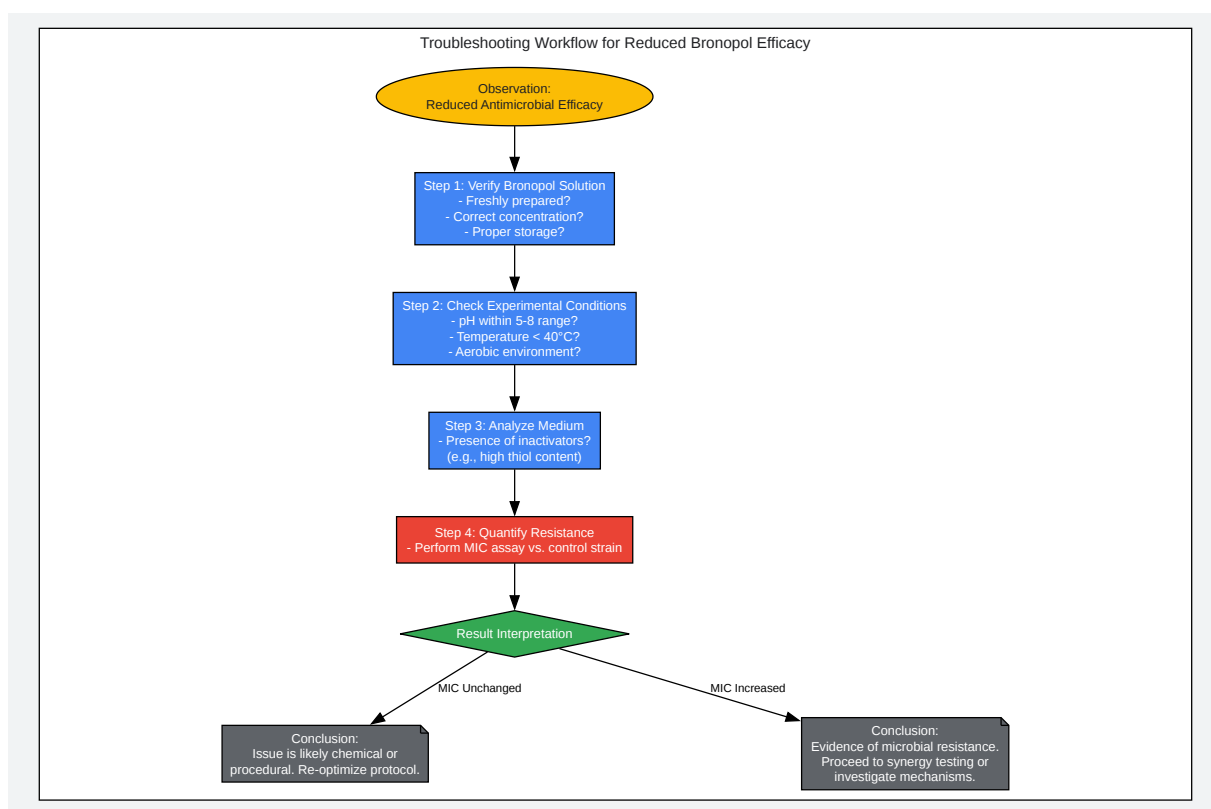 Troubleshooting Workflow for Reduced Bronopol Efficacy
Observation:
Reduced Antimicrobial Efficacy
Step 1: Verify Bronopol Solution
- Freshly prepared?
- Correct concentration?
- Proper storage?
Step 2: Check Experimental Conditions
- pH within 5-8 range?
- Temperature < 40°C?
- Aerobic environment?
Step 3: Analyze Medium
- Presence of inactivators?
(e.g., high thiol content)
Step 4: Quantify Resistance
- Perform MIC assay vs. control strain
Result Interpretation
MIC Unchanged
MIC Increased
Conclusion:
Issue is likely chemical or
procedural. Re-optimize protocol.
Conclusion:
Evidence of microbial resistance.
Proceed to synergy testing or
investigate mechanisms.